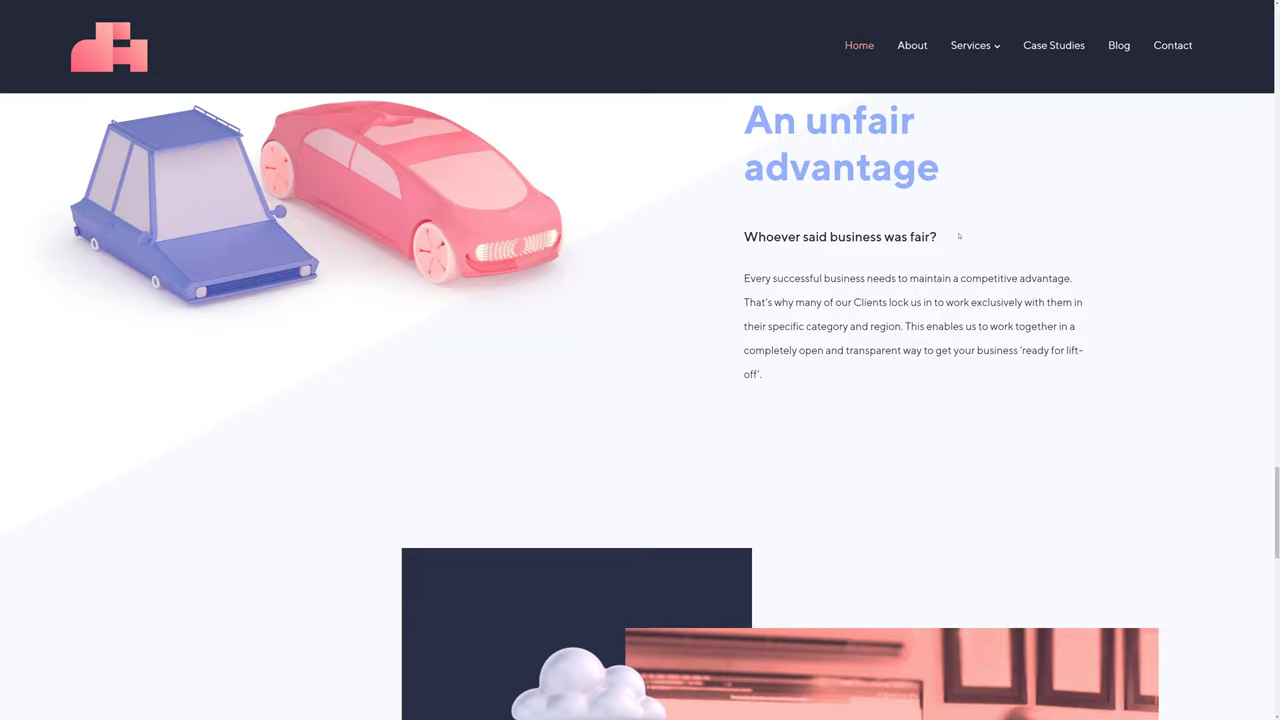 Home About Services Case Studies Blog Contact
An unfair
advantage
Whoever said business was fair?
Every successful business needs to maintain a competitive advantage.
That's why many of our Clients lock us in to work exclusively with them in
their specific category and region. This enables us to work together in a
completely open and transparent way to get your business 'ready for lift-
off'.